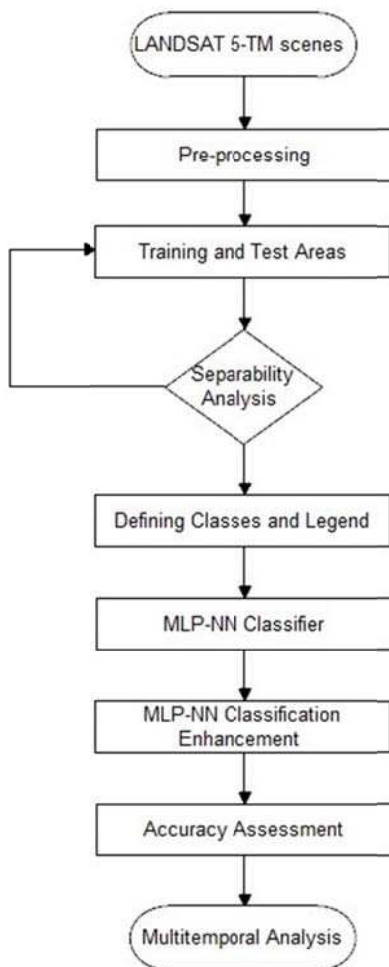 LANDSAT 5-TM scenes
Pre-processing
Training and Test Areas
Separability
Analysis
Defining Classes and Legend
MLP-NN Classifier
MLP-NN Classification
Enhancement
Accuracy Assessment
Multitemporal Analysis